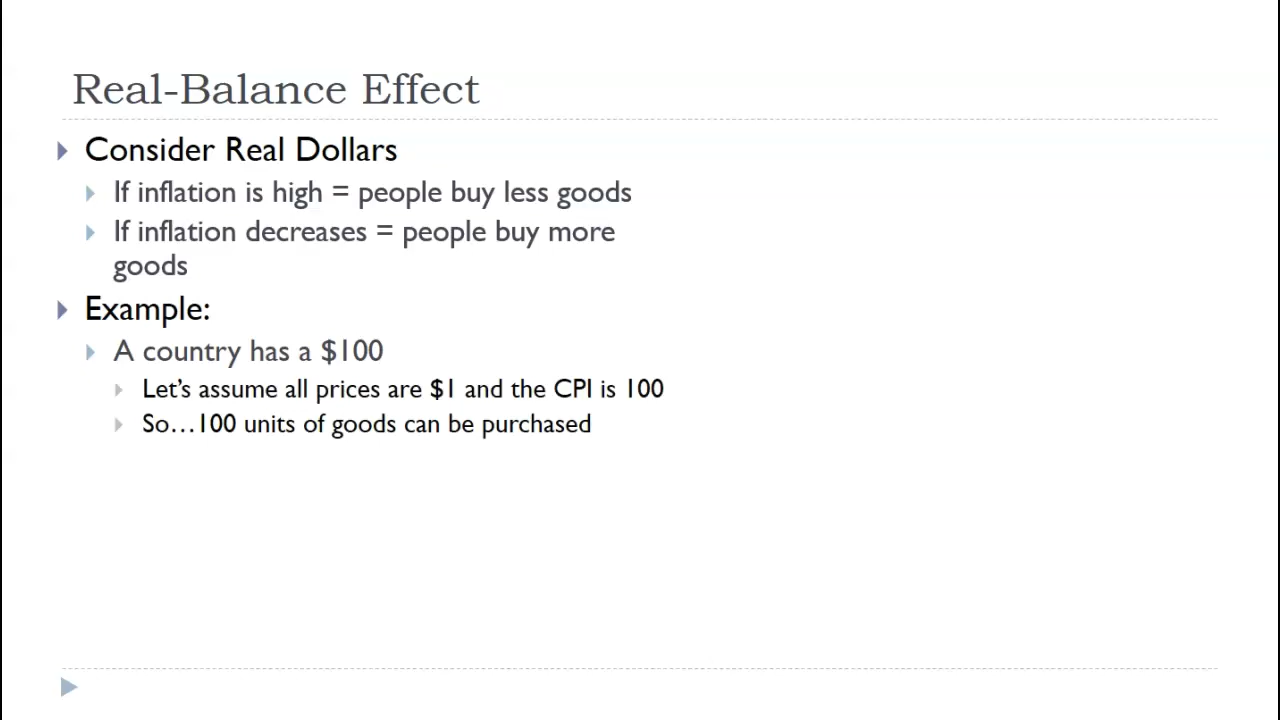 Real-Balance Effect
Consider Real Dollars
If inflation is high = people buy less goods
If inflation decreases = people buy more
goods
Example:
A country has a $100
Let's assume all prices are $1 and the CPI is 100
So…100 units of goods can be purchased